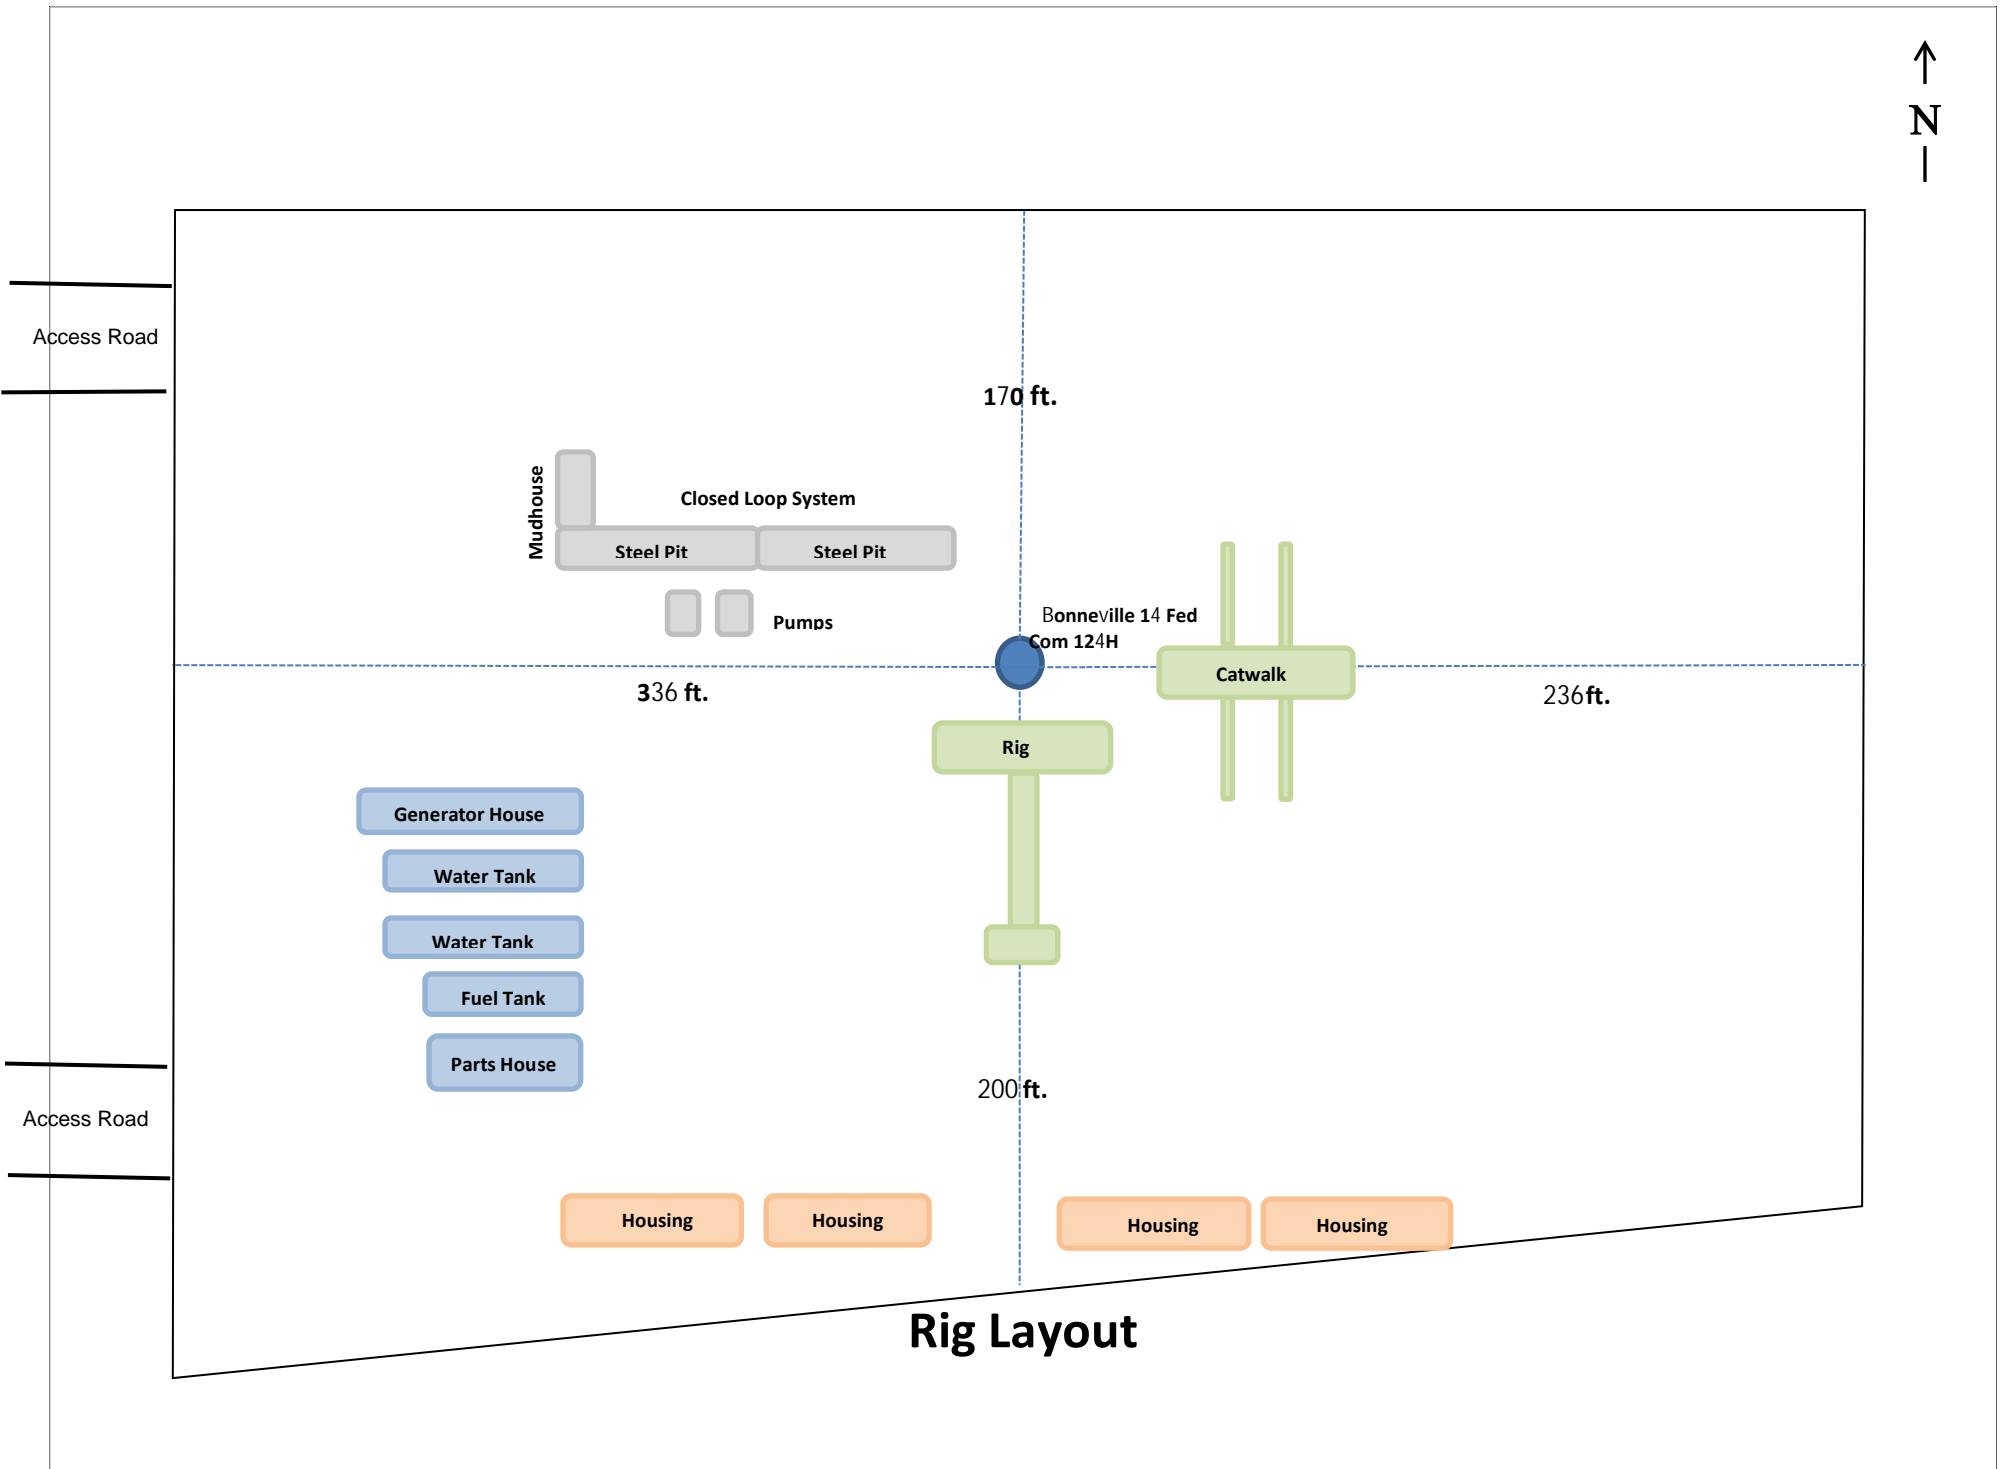 N
Access Road
170 ft.
Mudhouse
Closed Loop System
Steel Pit
Steel Pit
Pumps
Bonneville 14 Fed
Com 124H
Catwalk
336 ft.
236ft.
Rig
Generator House
Water Tank
Water Tank
Fuel Tank
Parts House
200 ft.
Access Road
Housing
Housing
Housing
Housing
Rig Layout